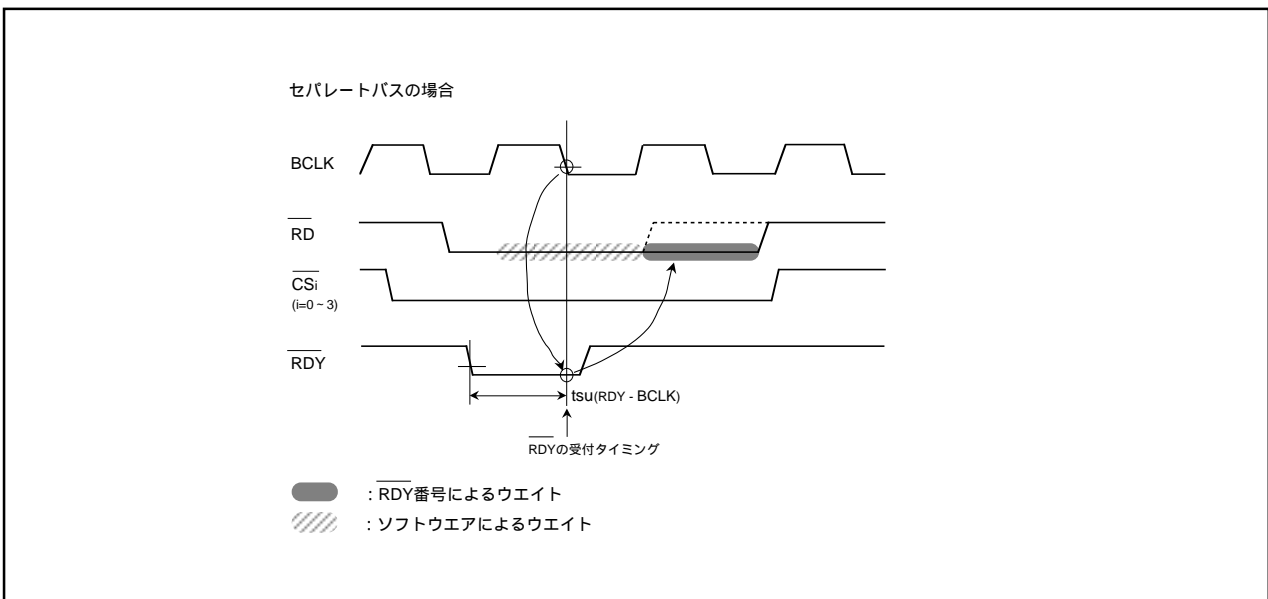 セパレートバスの場合
BCLK
RD
CSi
(i=0~3)
RDY
tsu(RDY - BCLK)
RDYの受付タイミング
: RDY番号によるウエイト
: ソフトウエアによるウエイト